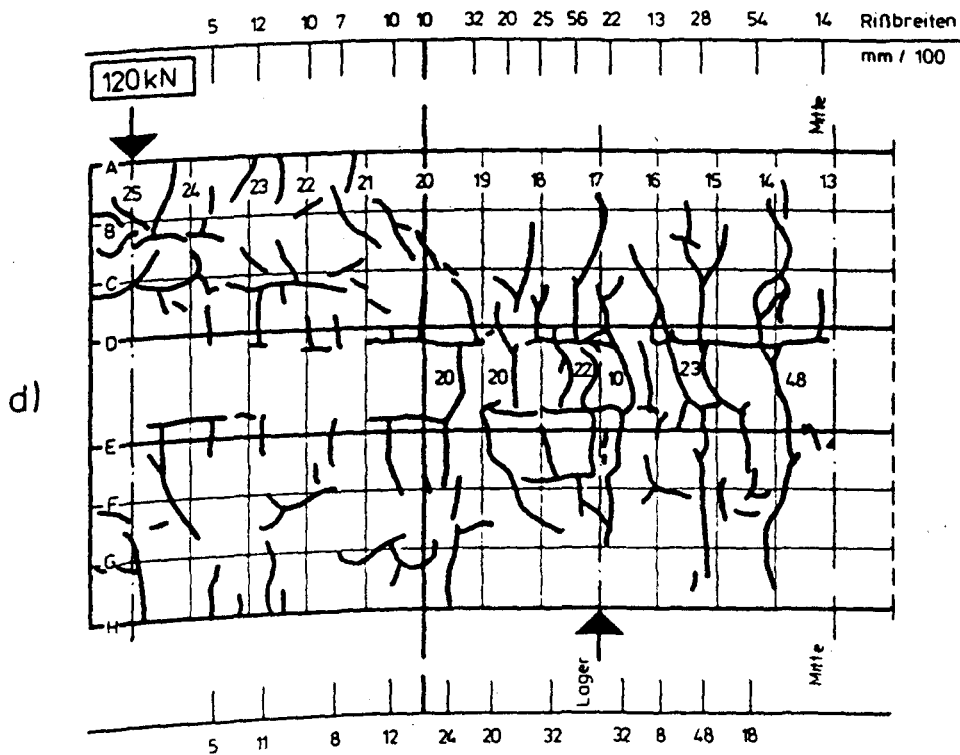 5 12 10 7 10 10 32 20 25 56 22 13 28 54 14 Rißbreiten
mm / 100
120 kN
Mitte
A
25 24 23 22 21 20 19 18 17 16 15 14 13
B
C
D
20 20 22 10 23 48
d)
E
F
G
H
Lager
Mitte
5 11 8 12 24 20 32 32 8 48 18